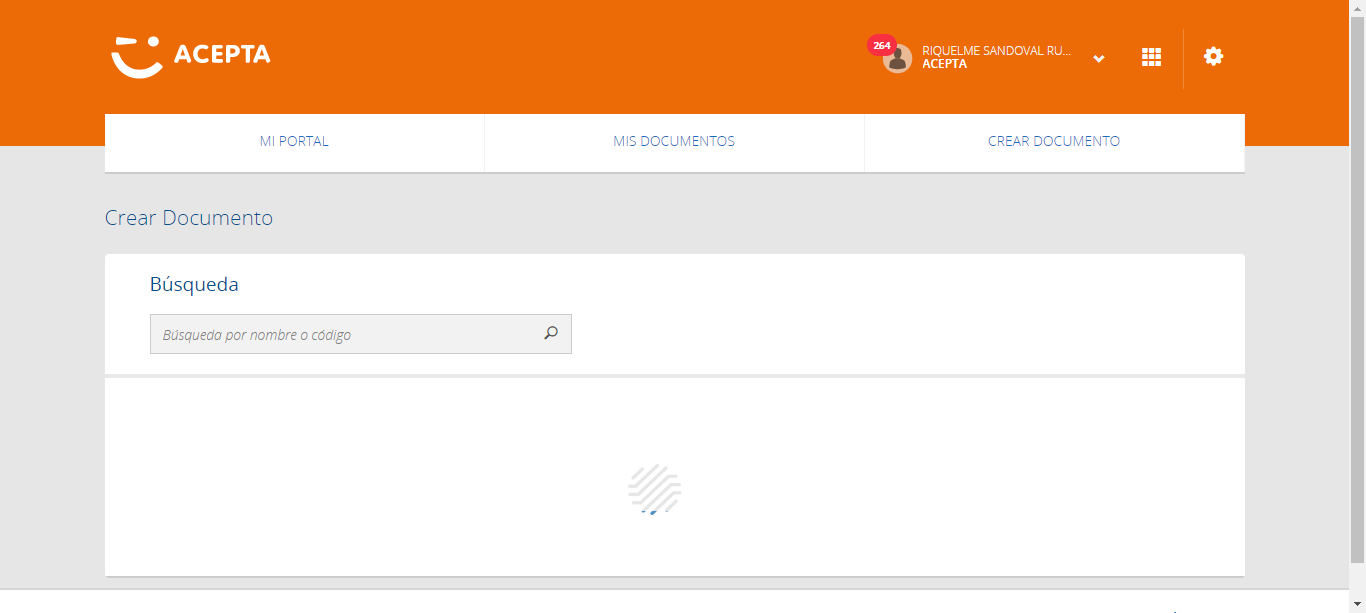 ACEPTA
264
RIQUELME SANDOVAL RU...
ACEPTA
MI PORTAL
MIS DOCUMENTOS
CREAR DOCUMENTO
Crear Documento
Búsqueda
Búsqueda por nombre o código